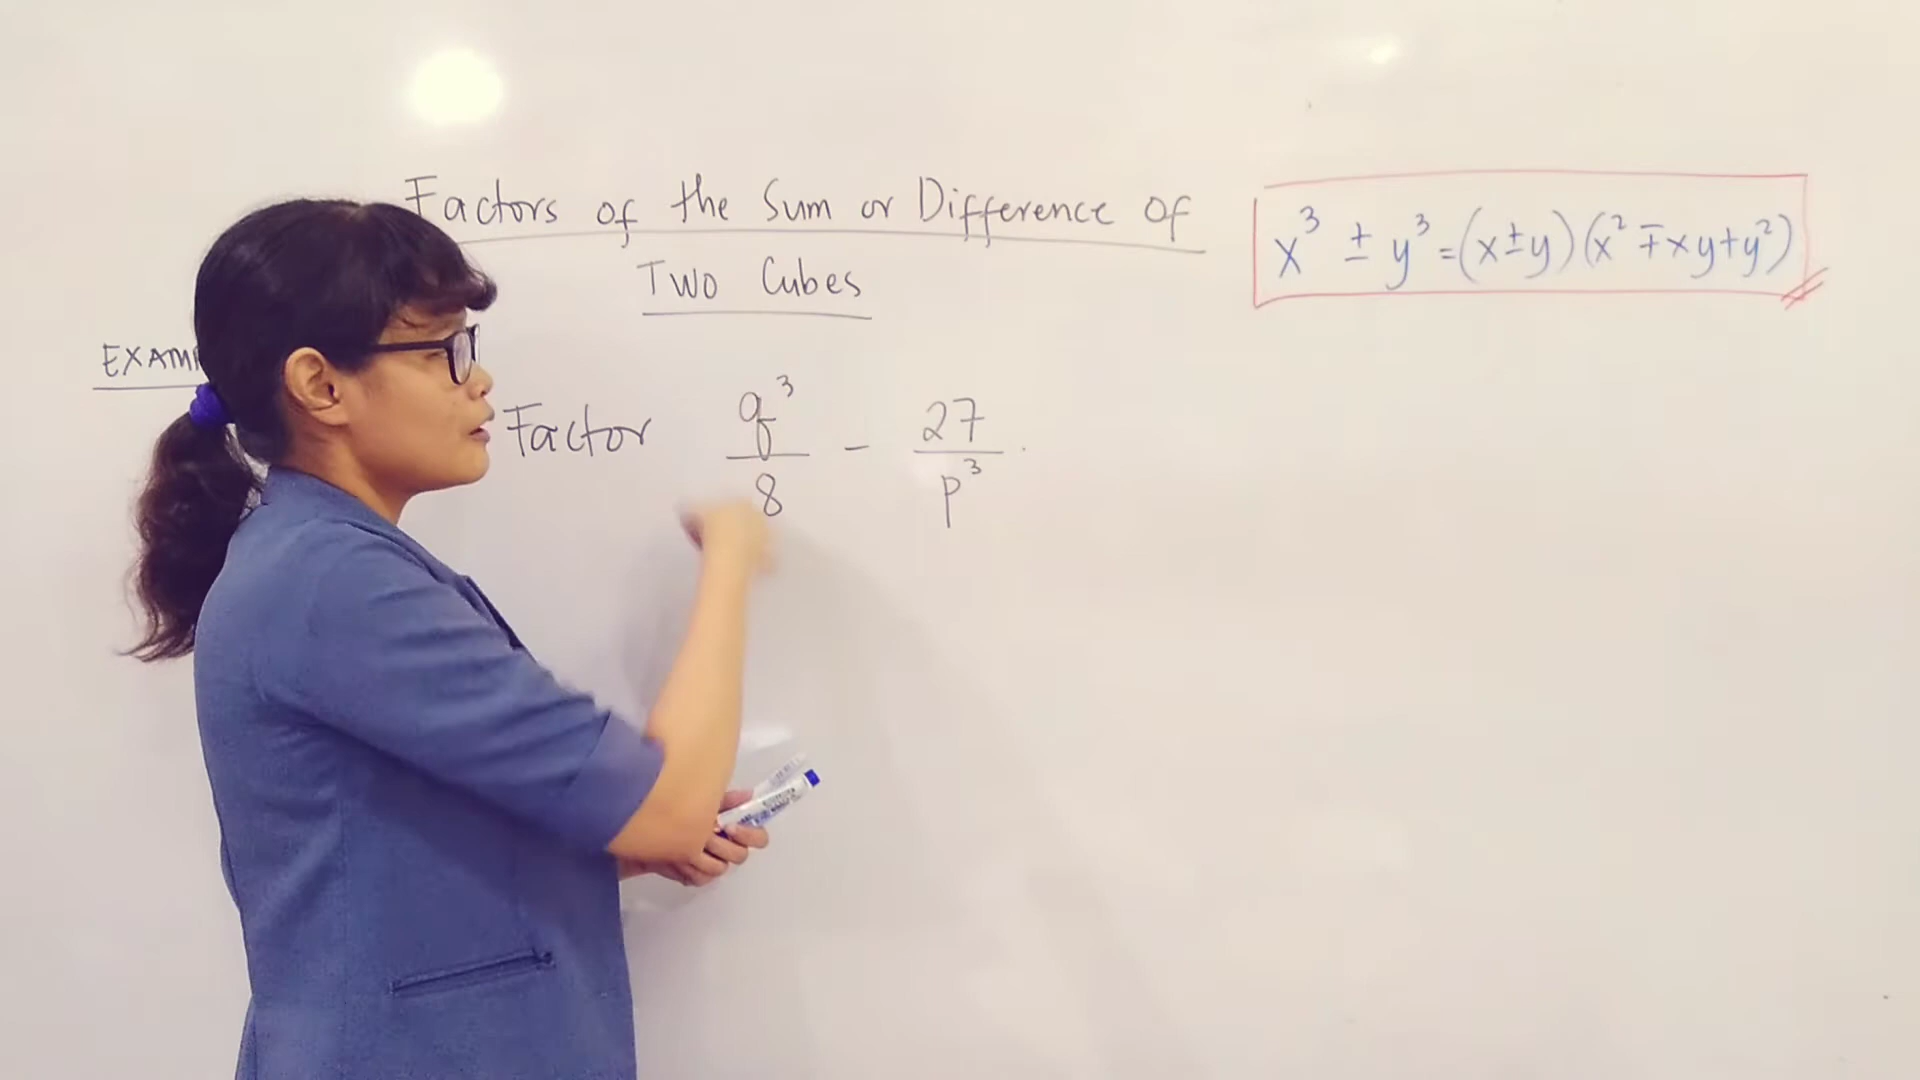 Factors of the Sum or Difference of
Two Cubes
x³ ± y³ = (x ± y)(x² ∓ xy + y²)
Factor q³/8 - 27/p³.